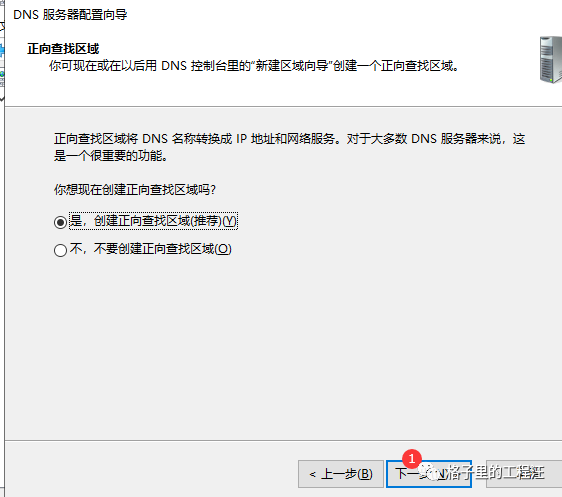 DNS 服务器配置向导
正向查找区域
你可现在或在以后用 DNS 控制台里的“新建区域向导”创建一个正向查找区域。
正向查找区域将 DNS 名称转换成 IP 地址和网络服务。对于大多数 DNS 服务器来说，这
是一个很重要的功能。
你想现在创建正向查找区域吗?
是，创建正向查找区域(推荐)(Y)
不，不要创建正向查找区域(O)
1
< 上一步(B)
下一步(N)
格子里的工程汪